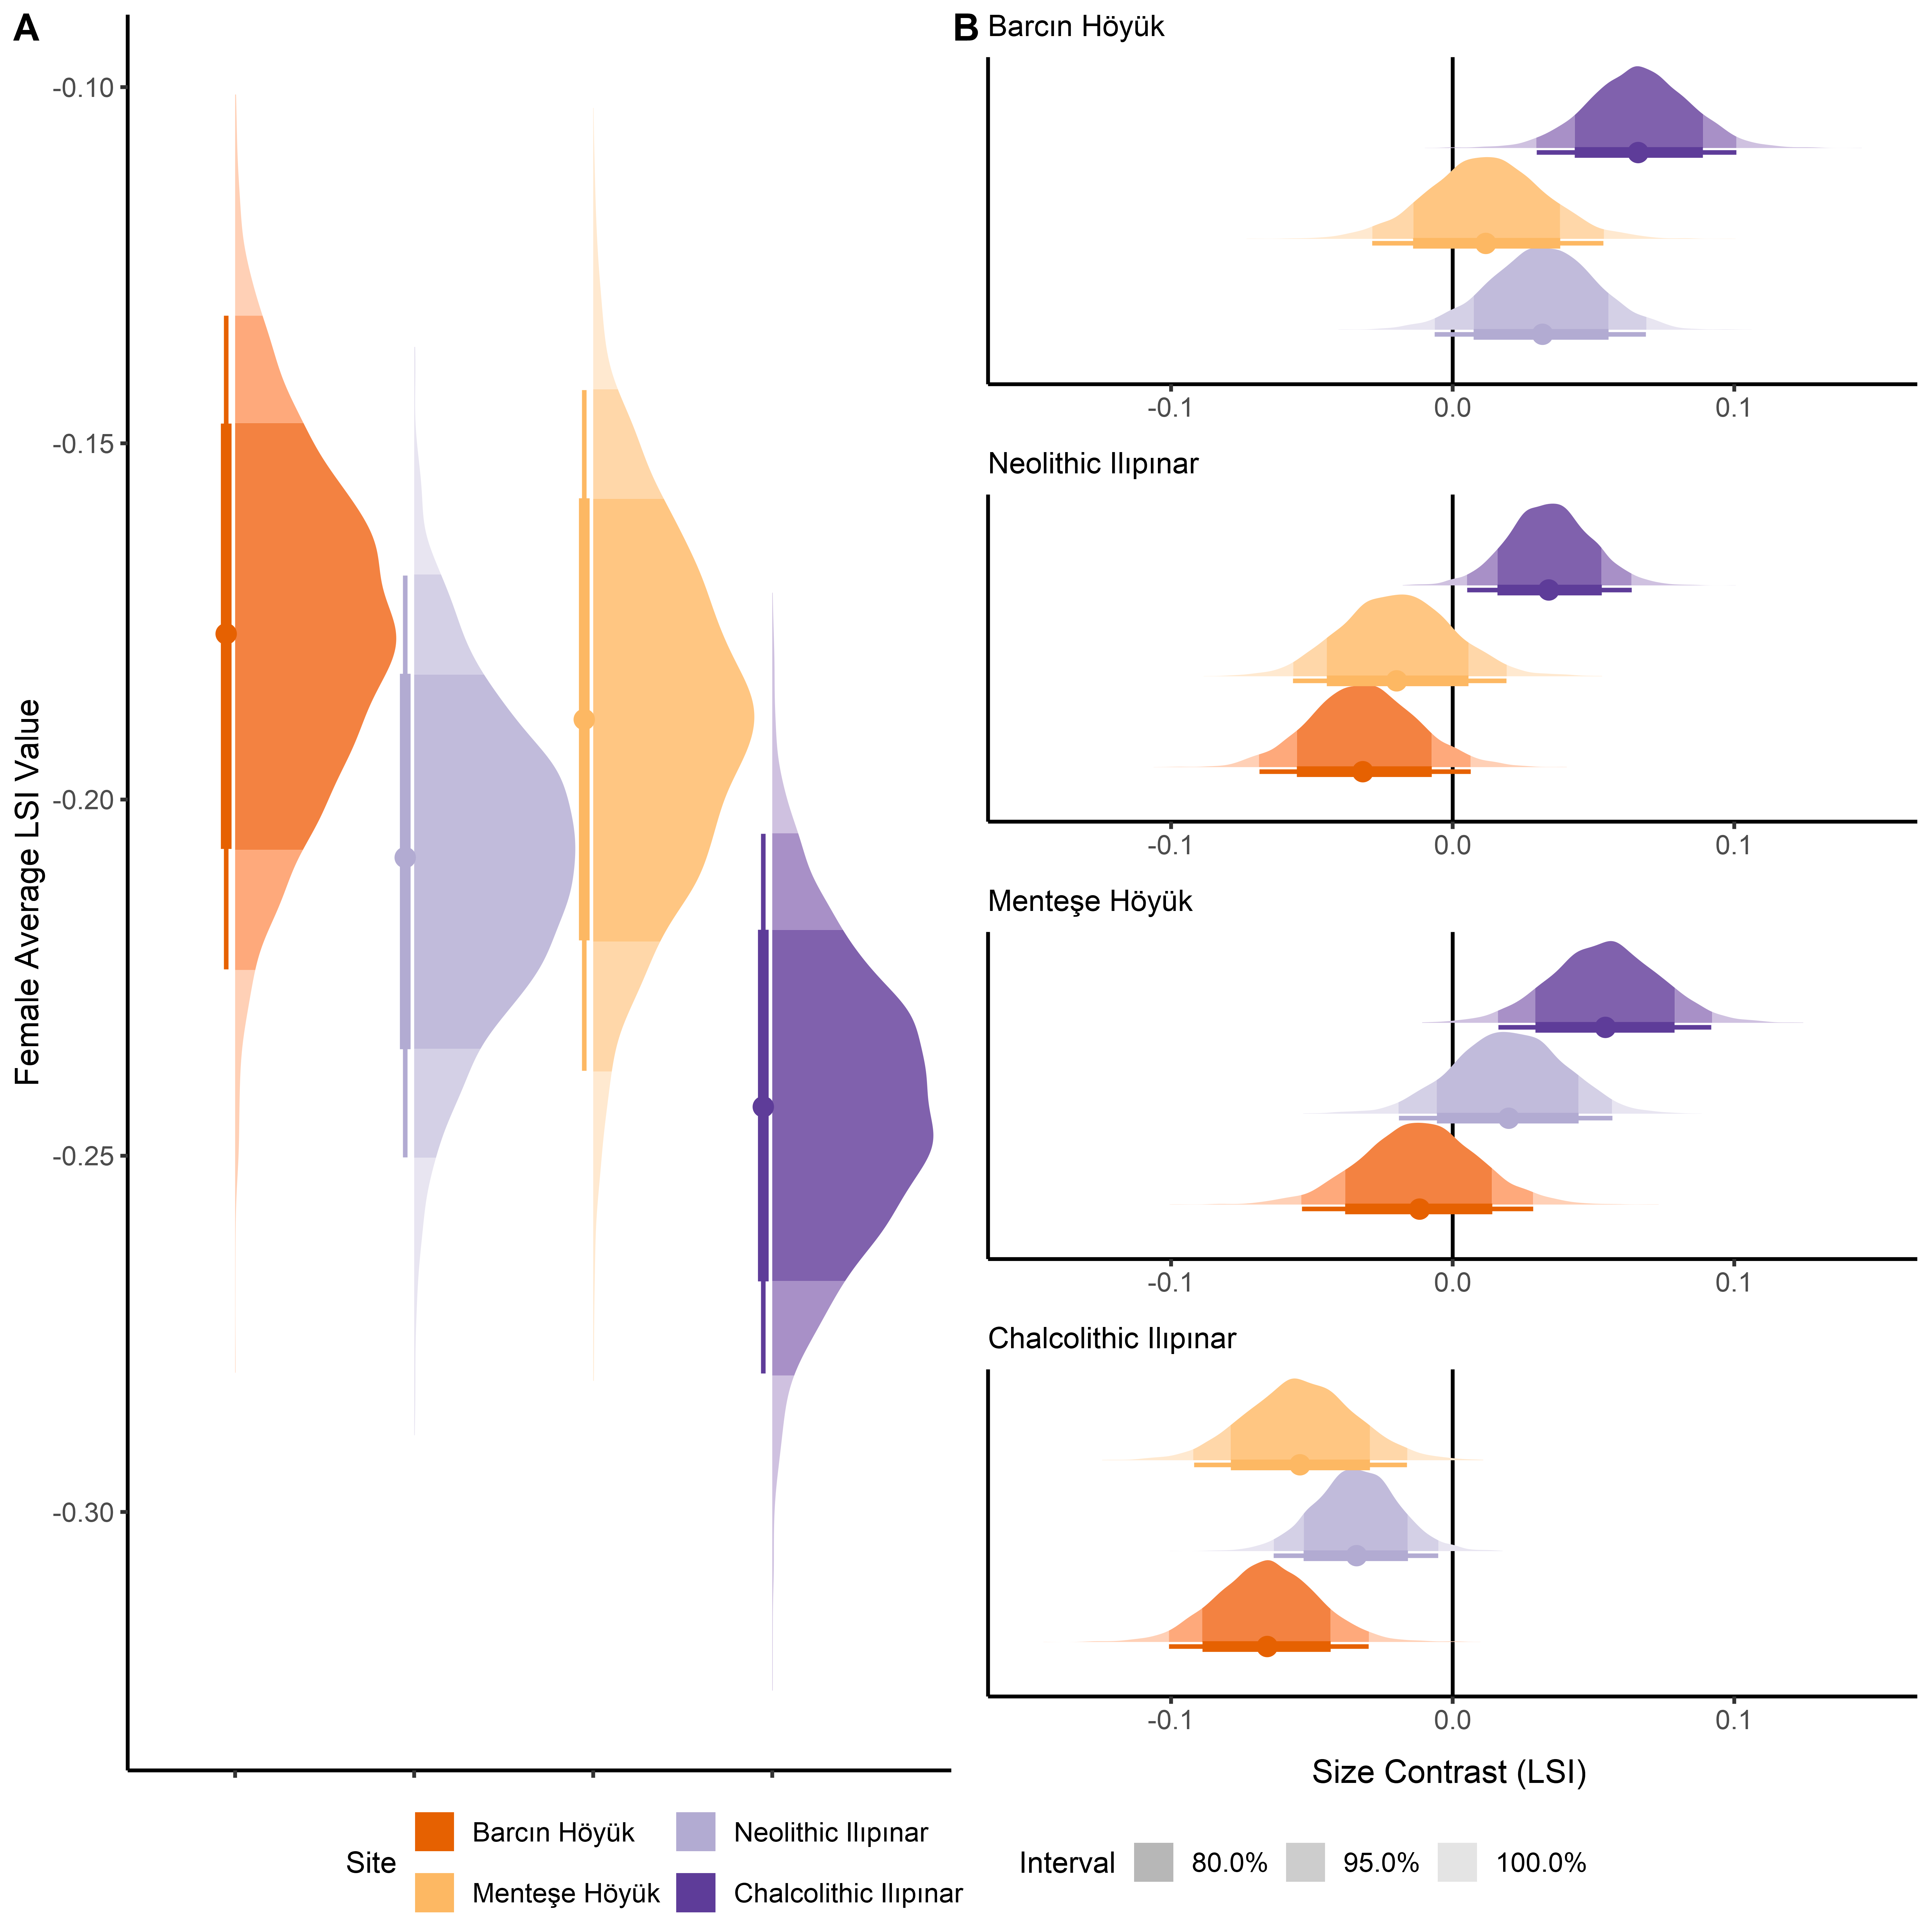 A
Female Average LSI Value
-0.10
-0.15
-0.20
-0.25
-0.30
B
Barcın Höyük
-0.1 0.0 0.1
Neolithic Ilıpınar
-0.1 0.0 0.1
Menteşe Höyük
-0.1 0.0 0.1
Chalcolithic Ilıpınar
-0.1 0.0 0.1
Size Contrast (LSI)
Site
Barcın Höyük
Neolithic Ilıpınar
Menteşe Höyük
Chalcolithic Ilıpınar
Interval 80.0% 95.0% 100.0%